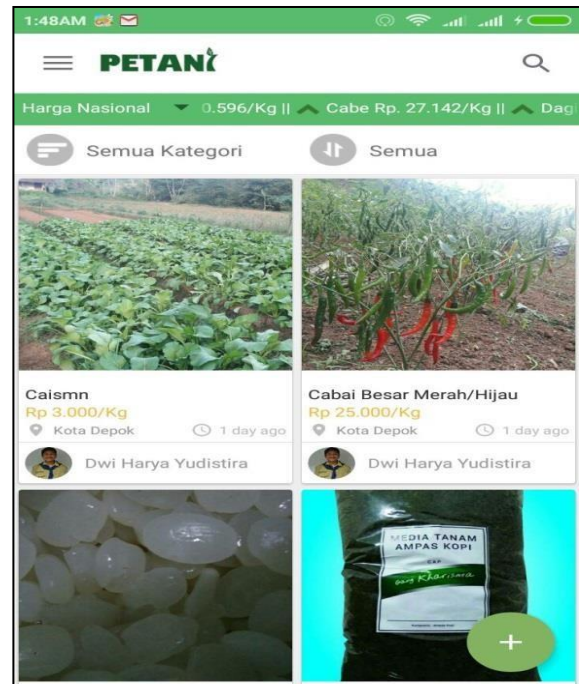 1:48AM
PETANi
Harga Nasional 0.596/Kg || Cabe Rp. 27.142/Kg || Dag
Semua Kategori
Semua
Caismn
Rp 3.000/Kg
Kota Depok
1 day ago
Dwi Harya Yudistira
Cabai Besar Merah/Hijau
Rp 25.000/Kg
Kota Depok
1 day ago
Dwi Harya Yudistira
MEDIA TANAM
AMPAS KOPI
CAP
Kharisma